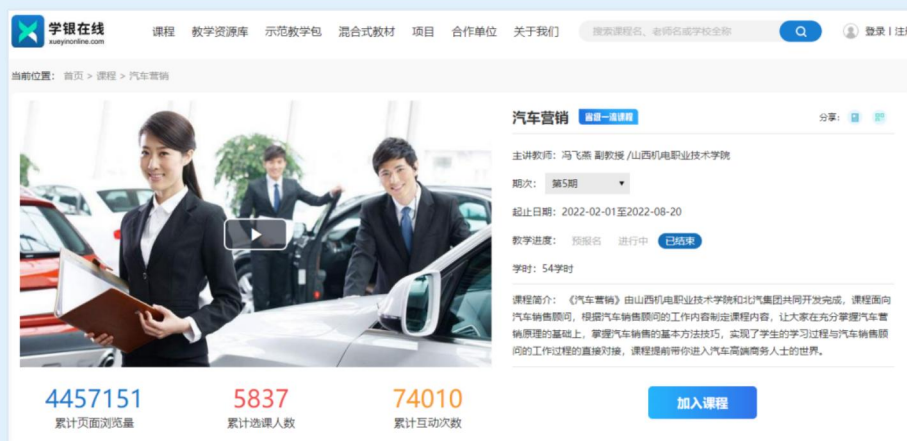 学银在线
xueyinonline.com
课程 教学资源库 示范教学包 混合式教材 项目 合作单位 关于我们
搜索课程名、老师名或学校全称
登录 | 注册
当前位置： 首页 > 课程 > 汽车营销
汽车营销 省级一流课程
分享：
主讲教师：冯飞燕 副教授 /山西机电职业技术学院
期次： 第5期
起止日期：2022-02-01至2022-08-20
教学进度： 预报名 进行中 已结束
学时：54学时
课程简介： 《汽车营销》由山西机电职业技术学院和北汽集团共同开发完成，课程面向
汽车销售顾问，根据汽车销售顾问的工作内容制定课程内容，让大家在充分掌握汽车营
销原理的基础上，掌握汽车销售的基本方法技巧，实现了学生的学习过程与汽车销售顾
问的工作过程的直接对接，课程提前带你进入汽车高端商务人士的世界。
4457151
累计页面浏览量
5837
累计选课人数
74010
累计互动次数
加入课程